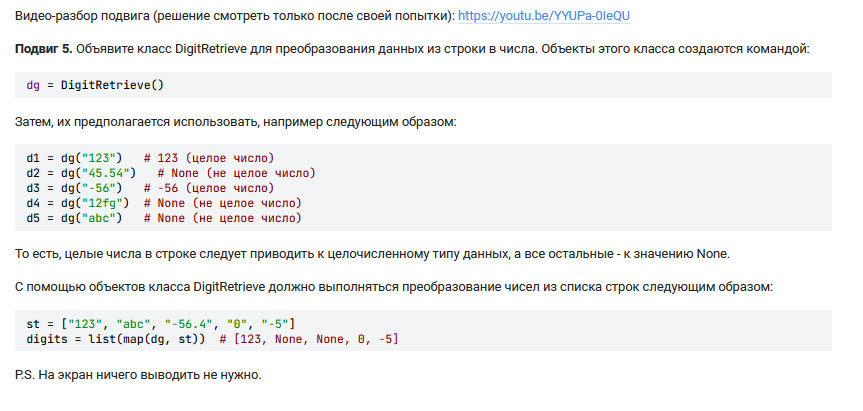 Видео-разбор подвига (решение смотреть только после своей попытки): https://youtu.be/YYUPa-0IeQU
Подвиг 5. Объявите класс DigitRetrieve для преобразования данных из строки в числа. Объекты этого класса создаются командой:
dg = DigitRetrieve()
Затем, их предполагается использовать, например следующим образом:
d1 = dg("123")   # 123 (целое число)
d2 = dg("45.54")   # None (не целое число)
d3 = dg("-56")   # -56 (целое число)
d4 = dg("12fg")  # None (не целое число)
d5 = dg("abc")   # None (не целое число)
То есть, целые числа в строке следует приводить к целочисленному типу данных, а все остальные - к значению None.
С помощью объектов класса DigitRetrieve должно выполняться преобразование чисел из списка строк следующим образом:
st = ["123", "abc", "-56.4", "0", "-5"]
digits = list(map(dg, st))  # [123, None, None, 0, -5]
P.S. На экран ничего выводить не нужно.